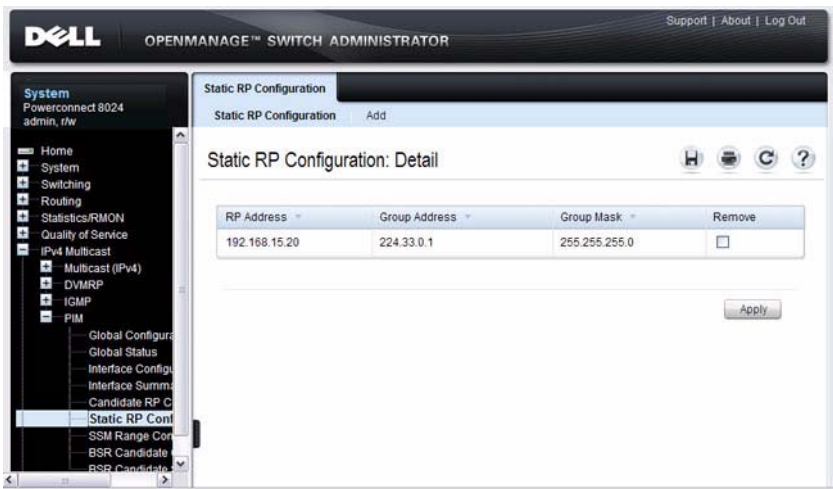 Support | About | Log Out
DELL
OPENMANAGE™ SWITCH ADMINISTRATOR
System
Powerconnect 8024
admin, r/w
Home
System
Switching
Routing
Statistics/RMON
Quality of Service
IPv4 Multicast
Multicast (IPv4)
DVMRP
IGMP
PIM
Global Configura
Global Status
Interface Configu
Interface Summa
Candidate RP C
Static RP Conf
SSM Range Con
BSR Candidate
BSR Candidate
Static RP Configuration
Static RP Configuration Add
Static RP Configuration: Detail
RP Address Group Address Group Mask Remove
192.168.15.20 224.33.0.1 255.255.255.0
Apply